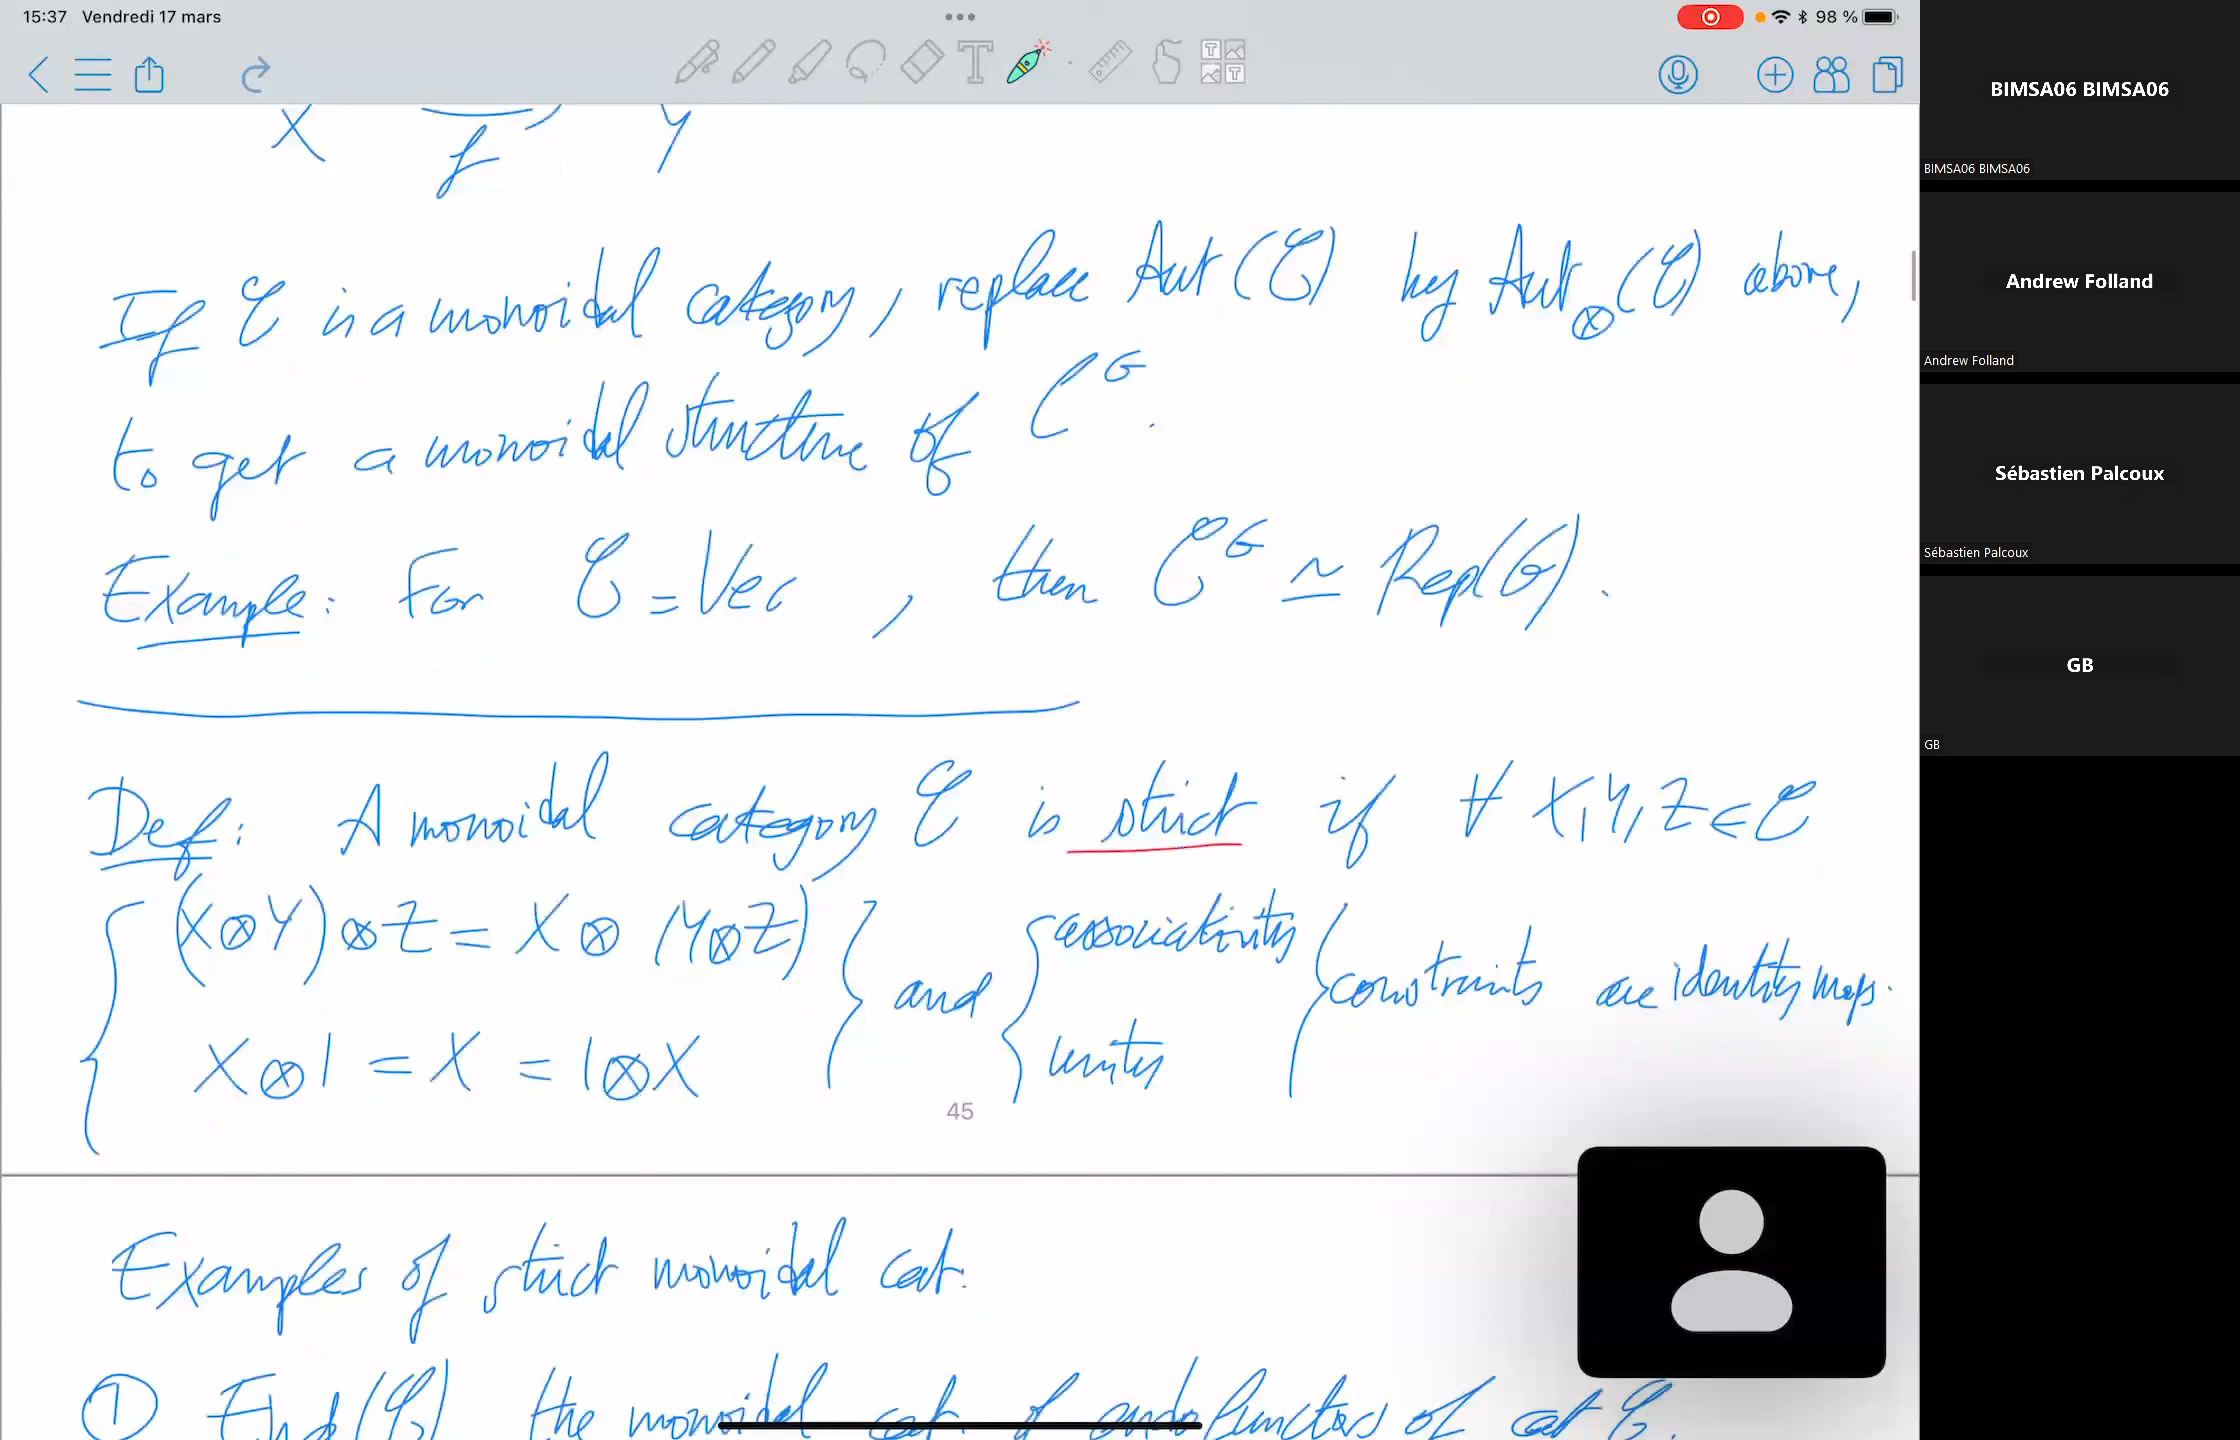 15:37 Vendredi 17 mars
98 %
X f Y
If 𝒞 is a monoidal category, replace Aut(𝒞) by Aut⊗(𝒞) above,
to get a monoidal structure of C^G.
Example: For 𝒞 = Vec, then 𝒞^G ≃ Rep(G).
Def: A monoidal category 𝒞 is strict if ∀ X, Y, Z ∈ 𝒞
{ (X⊗Y)⊗Z = X⊗(Y⊗Z) } and { associativity } constraints are identity maps.
X⊗1 = X = 1⊗X unity
45
Examples of strict monoidal cat.
① End(𝒞) the monoidal cat. of endofunctors of cat 𝒞.
BIMSA06 BIMSA06
BIMSA06 BIMSA06
Andrew Folland
Andrew Folland
Sébastien Palcoux
Sébastien Palcoux
GB
GB